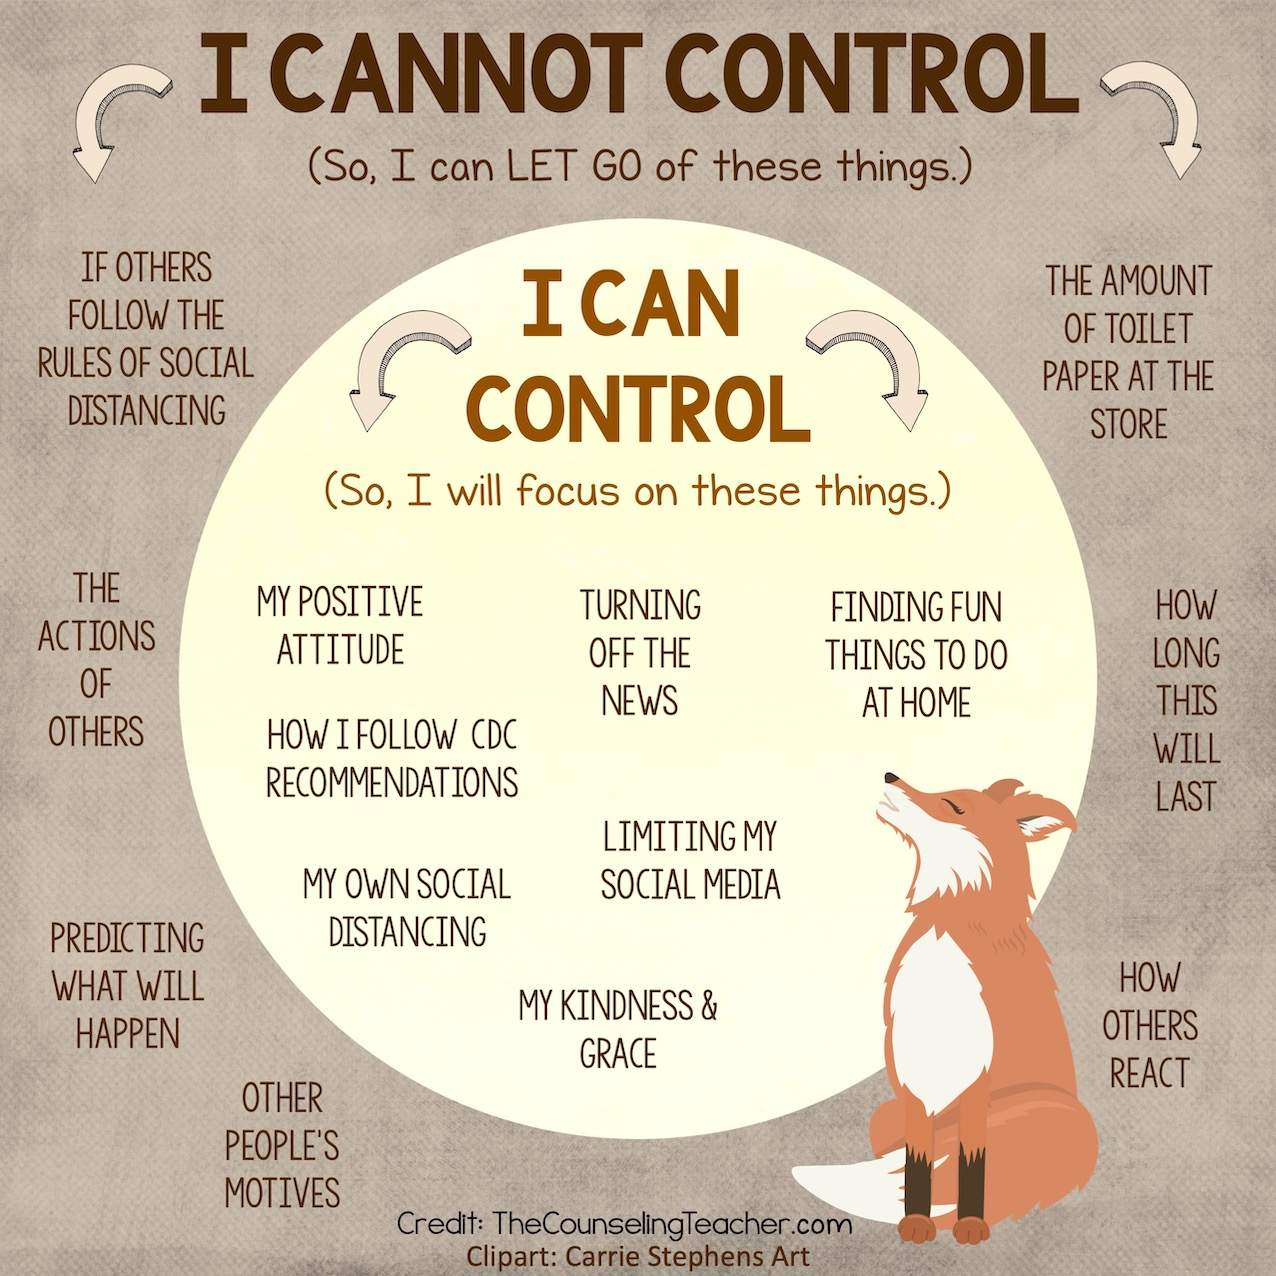 I CANNOT CONTROL
(So, I can LET GO of these things.)
IF OTHERS
FOLLOW THE
RULES OF SOCIAL
DISTANCING
THE AMOUNT
OF TOILET
PAPER AT THE
STORE
I CAN
CONTROL
(So, I will focus on these things.)
THE
ACTIONS
OF
OTHERS
MY POSITIVE
ATTITUDE
TURNING
OFF THE
NEWS
FINDING FUN
THINGS TO DO
AT HOME
HOW
LONG
THIS
WILL
LAST
HOW I FOLLOW CDC
RECOMMENDATIONS
LIMITING MY
SOCIAL MEDIA
MY OWN SOCIAL
DISTANCING
PREDICTING
WHAT WILL
HAPPEN
MY KINDNESS &
GRACE
HOW
OTHERS
REACT
OTHER
PEOPLE'S
MOTIVES
Credit: TheCounselingTeacher.com
Clipart: Carrie Stephens Art